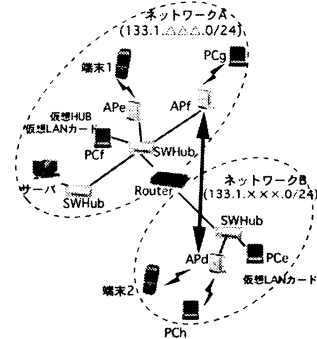 ネットワークA
(133.1.△△△.0/24)
端末1
PCg
APe
APf
仮想HUB
仮想LANカード
PCf
SWHub
サーバ
SWHub
Router
ネットワークB
(133.1.×××.0/24)
SWHub
APd
PCe
仮想LANカード
端末2
PCh